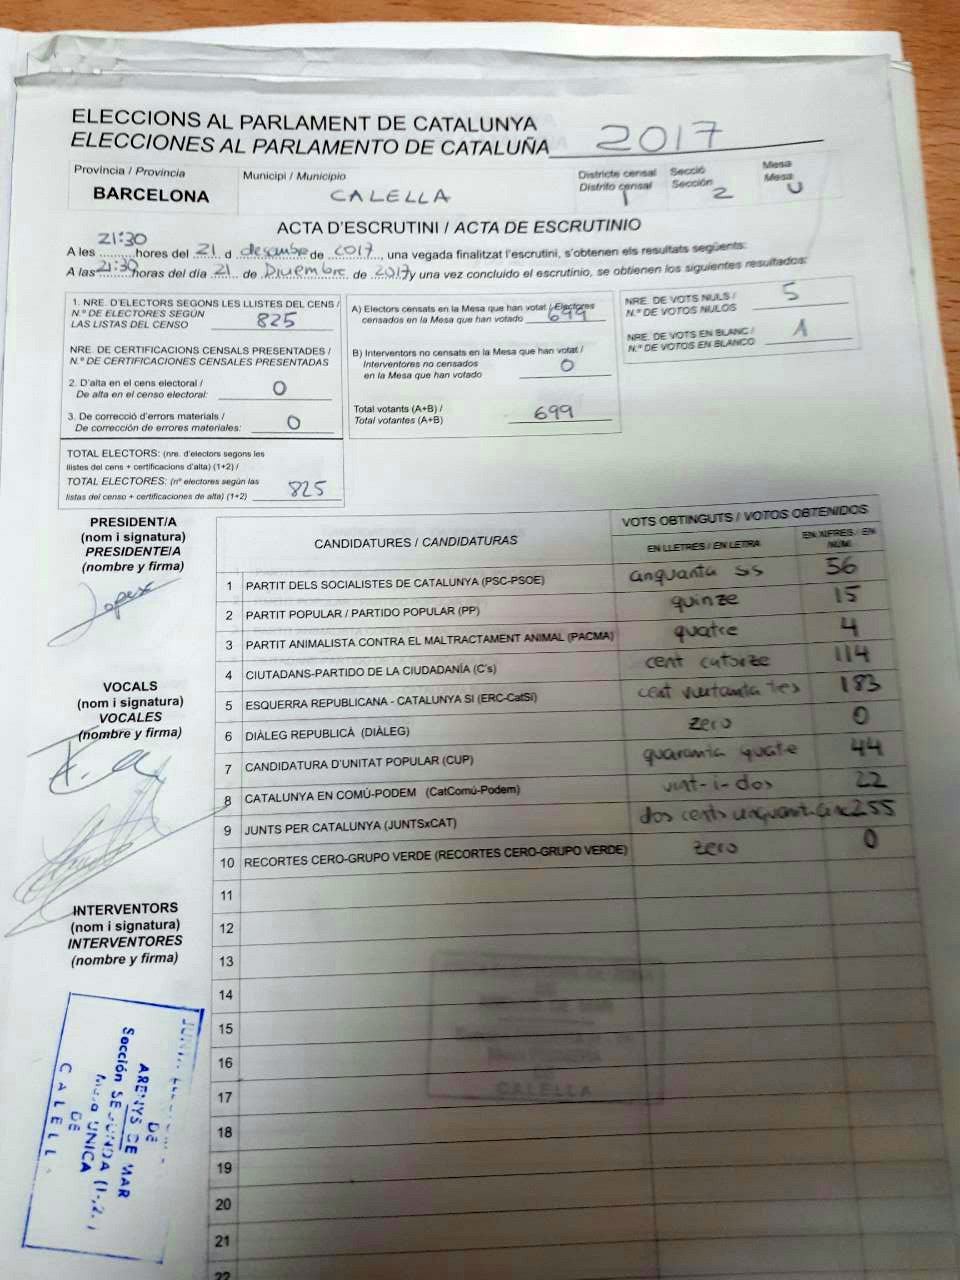 ELECCIONS AL PARLAMENT DE CATALUNYA
ELECCIONES AL PARLAMENTO DE CATALUÑA 2017
Provincia / Provincia
BARCELONA
Municipi / Municipio
CALELLA
Districte censal
Distrito censal
1
Secció
Sección
2
Mesa
Mesa
U
ACTA D'ESCRUTINI / ACTA DE ESCRUTINIO
A les 21:30 hores del 21 d desembre de 2017, una vegada finalitzat l'escrutini, s'obtenen els resultats següents:
A las 21:30 horas del día 21 de Diciembre de 2017 y una vez concluido el escrutinio, se obtienen los siguientes resultados:
1. NRE. D'ELECTORS SEGONS LES LLISTES DEL CENS /
N.º DE ELECTORES SEGÚN
LAS LISTAS DEL CENSO 825
NRE. DE CERTIFICACIONS CENSALS PRESENTADES /
N.º DE CERTIFICACIONES CENSALES PRESENTADAS
2. D'alta en el cens electoral /
De alta en el censo electoral: 0
3. De correcció d'errors materials /
De corrección de errores materiales: 0
TOTAL ELECTORS: (nre. d'electors segons les
llistes del cens + certificacions d'alta) (1+2) /
TOTAL ELECTORES: (nº electores según las
listas del censo + certificaciones de alta) (1+2) 825
A) Electors censats en la Mesa que han votat / Electores
censados en la Mesa que han votado 699
B) Interventors no censats en la Mesa que han votat /
Interventores no censados
en la Mesa que han votado 0
Total votants (A+B) /
Total votantes (A+B) 699
NRE. DE VOTS NULS /
N.º DE VOTOS NULOS 5
NRE. DE VOTS EN BLANC /
N.º DE VOTOS EN BLANCO 1
PRESIDENT/A
(nom i signatura)
PRESIDENTE/A
(nombre y firma)
VOCALS
(nom i signatura)
VOCALES
(nombre y firma)
INTERVENTORS
(nom i signatura)
INTERVENTORES
(nombre y firma)
CANDIDATURES / CANDIDATURAS
VOTS OBTINGUTS / VOTOS OBTENIDOS
EN LLETRES / EN LETRA
EN XIFRES / EN
NÚM.
1 PARTIT DELS SOCIALISTES DE CATALUNYA (PSC-PSOE) cinquanta sis 56
2 PARTIT POPULAR / PARTIDO POPULAR (PP) quinze 15
3 PARTIT ANIMALISTA CONTRA EL MALTRACTAMENT ANIMAL (PACMA) quatre 4
4 CIUTADANS-PARTIDO DE LA CIUDADANÍA (C's) cent catorze 114
5 ESQUERRA REPUBLICANA - CATALUNYA SI (ERC-CatSí) cent vuitanta tres 183
6 DIÀLEG REPUBLICÀ (DIÀLEG) zero 0
7 CANDIDATURA D'UNITAT POPULAR (CUP) quaranta quatre 44
8 CATALUNYA EN COMÚ-PODEM (CatComú-Podem) vint-i-dos 22
9 JUNTS PER CATALUNYA (JUNTSxCAT) dos cents cinquanta cinc 255
10 RECORTES CERO-GRUPO VERDE (RECORTES CERO-GRUPO VERDE) zero 0
11
12
13
14
15
16
17
18
19
20
21
22
DE
ARENYS DE MAR
Sección SEGUNDA (1-2)
Mesa UNICA
DE
CALELL
CALELLA